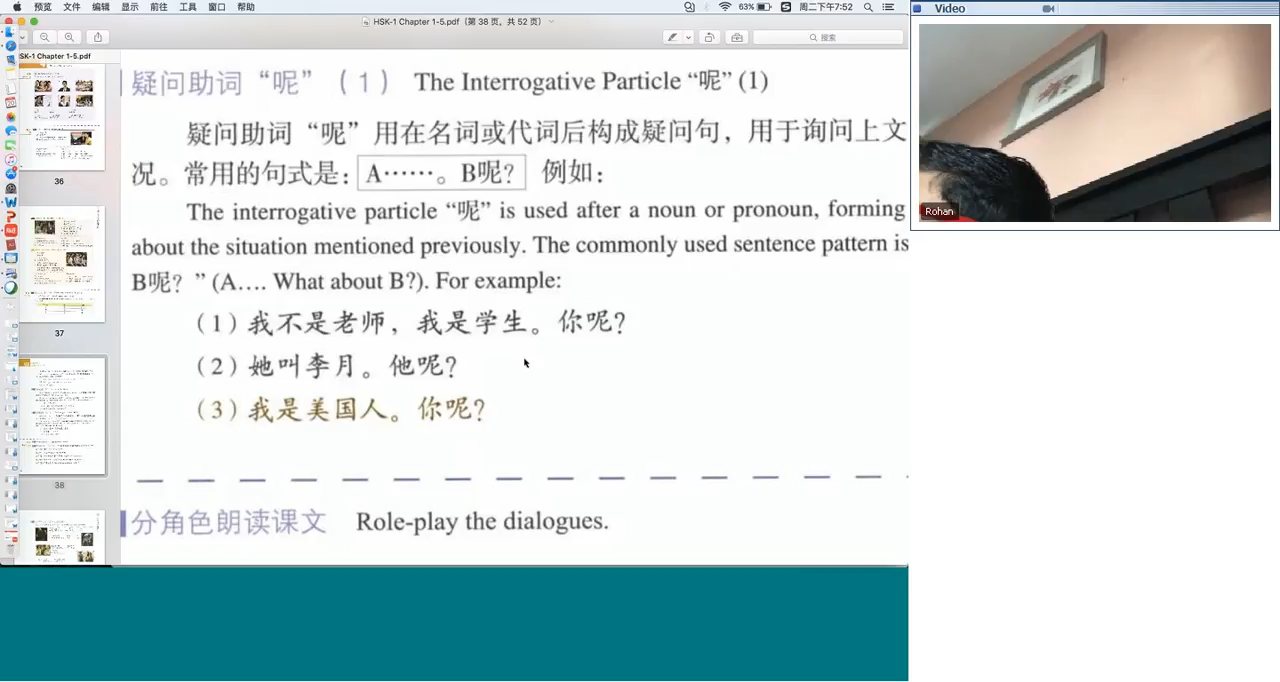 预览 文件 编辑 显示 前往 工具 窗口 帮助
63% 周二下午7:52
HSK-1 Chapter 1-5.pdf（第 38 页，共 52 页）
搜索
SK-1 Chapter 1-5.pdf
36
37
38
疑问助词“呢”（1） The Interrogative Particle “呢” (1)
疑问助词“呢”用在名词或代词后构成疑问句，用于询问上文
况。常用的句式是：A……。B呢？ 例如：
The interrogative particle “呢” is used after a noun or pronoun, forming
about the situation mentioned previously. The commonly used sentence pattern is
B呢？” (A…. What about B?). For example:
（1）我不是老师，我是学生。你呢？
（2）她叫李月。他呢？
（3）我是美国人。你呢？
分角色朗读课文 Role-play the dialogues.
Video
Rohan